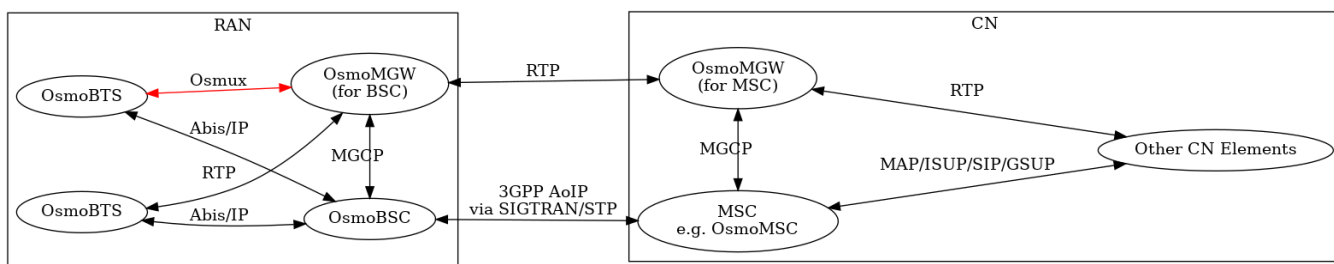 RAN
CN
OsmoBTS
Osmux
OsmoMGW
(for BSC)
RTP
OsmoMGW
(for MSC)
RTP
Abis/IP
MGCP
MGCP
Other CN Elements
RTP
MAP/ISUP/SIP/GSUP
OsmoBTS
Abis/IP
OsmoBSC
3GPP AoIP
via SIGTRAN/STP
MSC
e.g. OsmoMSC